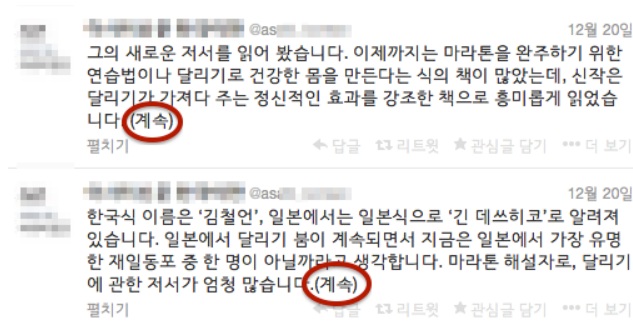 @as
12월 20일
그의 새로운 저서를 읽어 봤습니다. 이제까지는 마라톤을 완주하기 위한
연습법이나 달리기로 건강한 몸을 만든다는 식의 책이 많았는데, 신작은
달리기가 가져다 주는 정신적인 효과를 강조한 책으로 흥미롭게 읽었습
니다.(계속)
펼치기 답글 리트윗 관심글 담기 더 보기
@as
12월 20일
한국식 이름은 ‘김철언’, 일본에서는 일본식으로 ‘긴 데쓰히코’로 알려져
있습니다. 일본에서 달리기 붐이 계속되면서 지금은 일본에서 가장 유명
한 재일동포 중 한 명이 아닐까라고 생각합니다. 마라톤 해설자로, 달리기
에 관한 저서가 엄청 많습니다.(계속)
펼치기 답글 리트윗 관심글 담기 더 보기